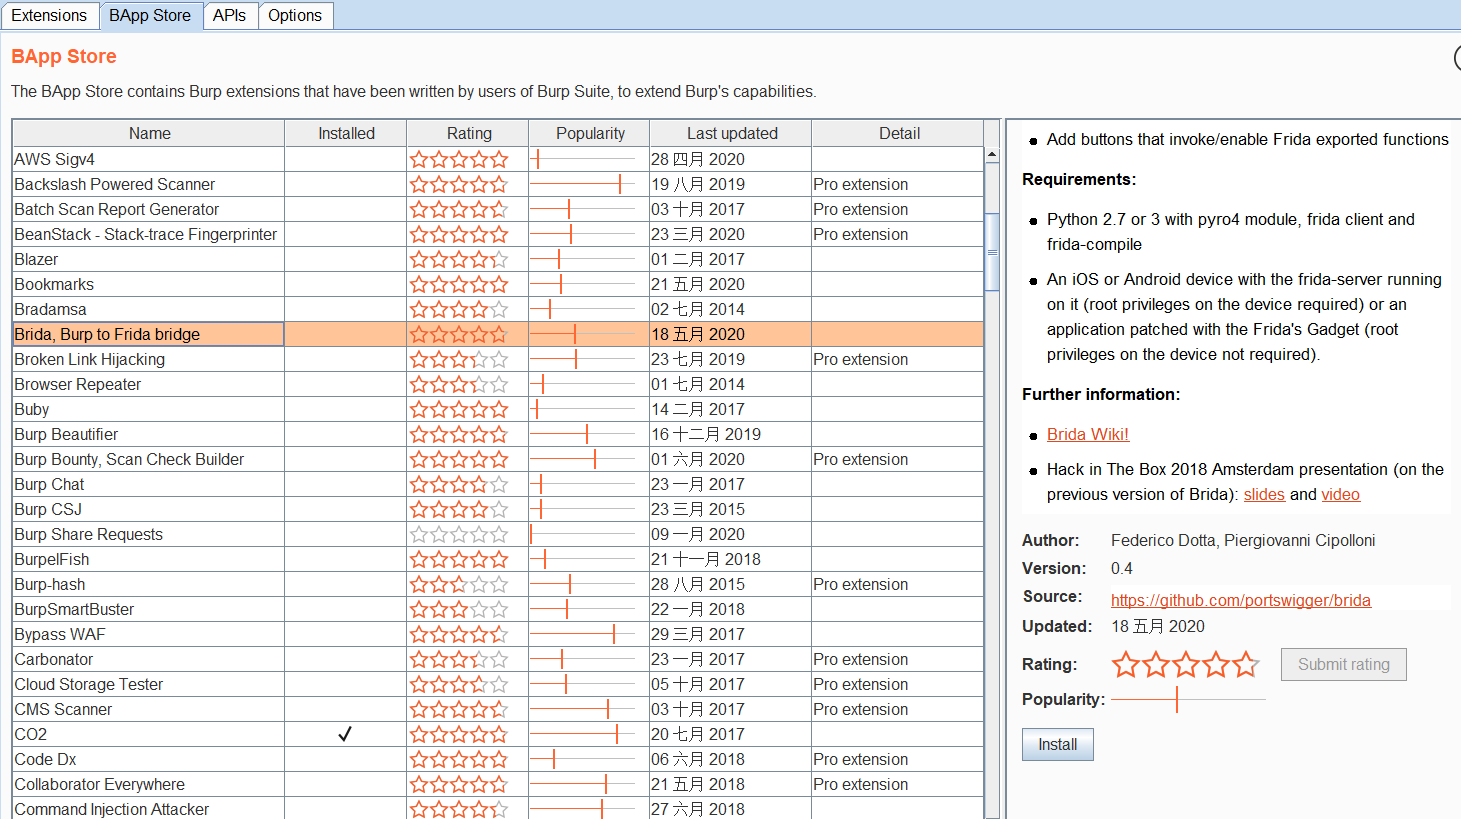 Extensions BApp Store APIs Options
BApp Store
The BApp Store contains Burp extensions that have been written by users of Burp Suite, to extend Burp's capabilities.
Name Installed Rating Popularity Last updated Detail
AWS Sigv4 28 四月 2020
Backslash Powered Scanner 19 八月 2019 Pro extension
Batch Scan Report Generator 03 十月 2017 Pro extension
BeanStack - Stack-trace Fingerprinter 23 三月 2020 Pro extension
Blazer 01 二月 2017
Bookmarks 21 五月 2020
Bradamsa 02 七月 2014
Brida, Burp to Frida bridge 18 五月 2020
Broken Link Hijacking 23 七月 2019 Pro extension
Browser Repeater 01 七月 2014
Buby 14 二月 2017
Burp Beautifier 16 十二月 2019
Burp Bounty, Scan Check Builder 01 六月 2020 Pro extension
Burp Chat 23 一月 2017
Burp CSJ 23 三月 2015
Burp Share Requests 09 一月 2020
BurpelFish 21 十一月 2018
Burp-hash 28 八月 2015 Pro extension
BurpSmartBuster 22 一月 2018
Bypass WAF 29 三月 2017
Carbonator 23 一月 2017 Pro extension
Cloud Storage Tester 05 十月 2017 Pro extension
CMS Scanner 03 十月 2017 Pro extension
CO2 20 七月 2017
Code Dx 06 六月 2018 Pro extension
Collaborator Everywhere 21 五月 2018 Pro extension
Command Injection Attacker 27 六月 2018
Add buttons that invoke/enable Frida exported functions
Requirements:
Python 2.7 or 3 with pyro4 module, frida client and
frida-compile
An iOS or Android device with the frida-server running
on it (root privileges on the device required) or an
application patched with the Frida's Gadget (root
privileges on the device not required).
Further information:
Brida Wiki!
Hack in The Box 2018 Amsterdam presentation (on the
previous version of Brida): slides and video
Author: Federico Dotta, Piergiovanni Cipolloni
Version: 0.4
Source: https://github.com/portswigger/brida
Updated: 18 五月 2020
Rating: Submit rating
Popularity:
Install